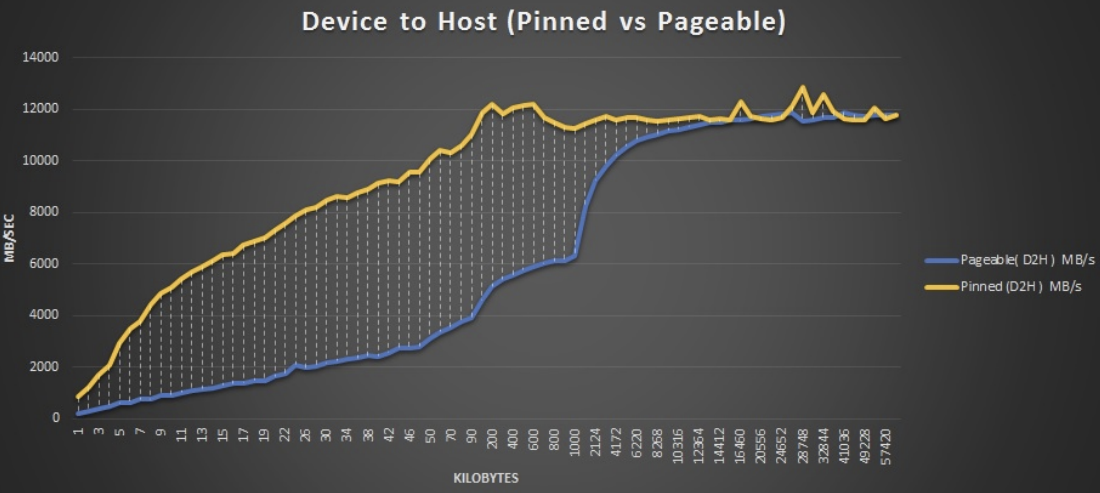 Device to Host (Pinned vs Pageable)
14000
12000
10000
8000
6000
4000
2000
0
MB/SEC
1 3 5 7 9 11 13 15 17 19 22 26 30 34 38 42 46 50 70 90 200 400 600 800 1000 2124 4172 6220 8268 10316 12364 14412 16460 20556 24652 28748 32844 41036 49228 57420
KILOBYTES
Pageable( D2H ) MB/s
Pinned (D2H ) MB/s